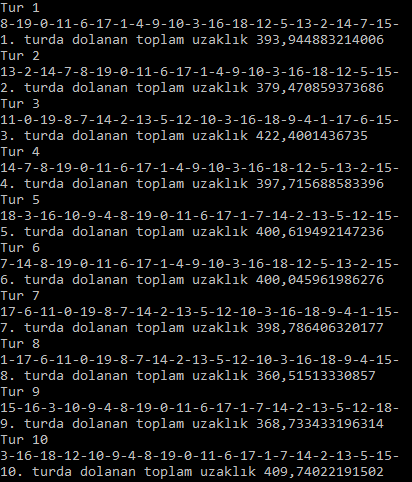 Tur 1
8-19-0-11-6-17-1-4-9-10-3-16-18-12-5-13-2-14-7-15-
1. turda dolanan toplam uzaklık 393,944883214006
Tur 2
13-2-14-7-8-19-0-11-6-17-1-4-9-10-3-16-18-12-5-15-
2. turda dolanan toplam uzaklık 379,470859373686
Tur 3
11-0-19-8-7-14-2-13-5-12-10-3-16-18-9-4-1-17-6-15-
3. turda dolanan toplam uzaklık 422,4001436735
Tur 4
14-7-8-19-0-11-6-17-1-4-9-10-3-16-18-12-5-13-2-15-
4. turda dolanan toplam uzaklık 397,715688583396
Tur 5
18-3-16-10-9-4-8-19-0-11-6-17-1-7-14-2-13-5-12-15-
5. turda dolanan toplam uzaklık 400,619492147236
Tur 6
7-14-8-19-0-11-6-17-1-4-9-10-3-16-18-12-5-13-2-15-
6. turda dolanan toplam uzaklık 400,045961986276
Tur 7
17-6-11-0-19-8-7-14-2-13-5-12-10-3-16-18-9-4-1-15-
7. turda dolanan toplam uzaklık 398,786406320177
Tur 8
1-17-6-11-0-19-8-7-14-2-13-5-12-10-3-16-18-9-4-15-
8. turda dolanan toplam uzaklık 360,51513330857
Tur 9
15-16-3-10-9-4-8-19-0-11-6-17-1-7-14-2-13-5-12-18-
9. turda dolanan toplam uzaklık 368,733433196314
Tur 10
3-16-18-12-10-9-4-8-19-0-11-6-17-1-7-14-2-13-5-15-
10. turda dolanan toplam uzaklık 409,74022191502